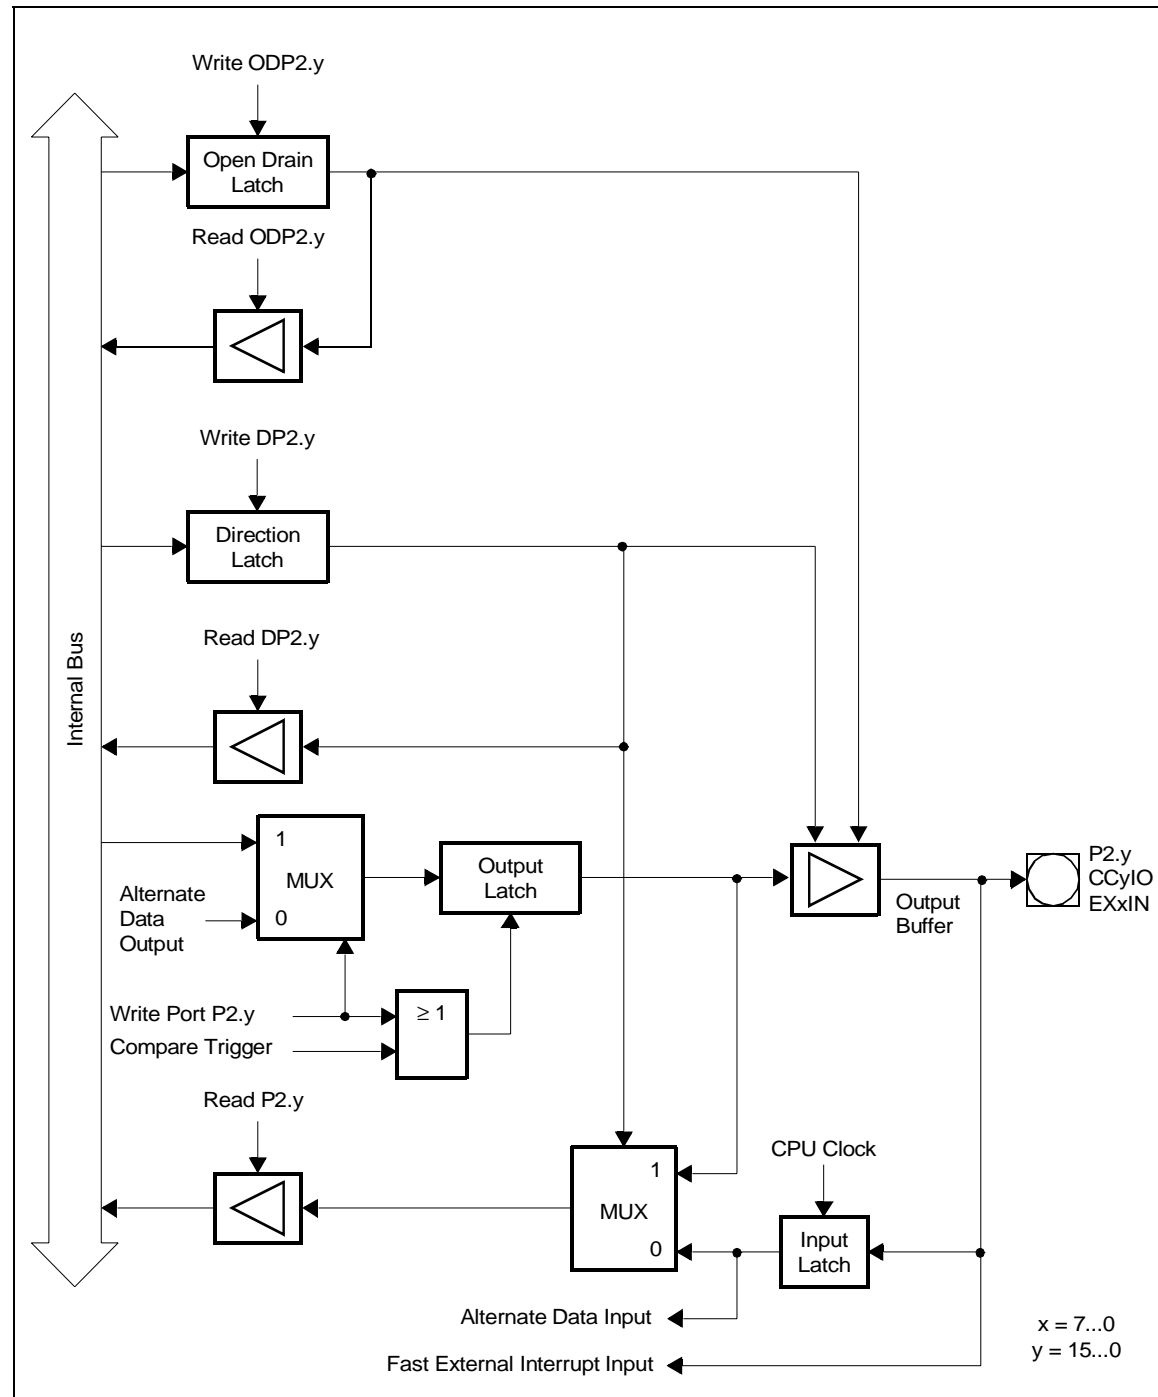 Write ODP2.y
Open Drain
Latch
Read ODP2.y
Write DP2.y
Direction
Latch
Read DP2.y
Internal Bus
1
MUX
0
Alternate
Data
Output
Output
Latch
Output
Buffer
P2.y
CCyIO
EXxIN
Write Port P2.y
≥ 1
Compare Trigger
Read P2.y
1
MUX
0
CPU Clock
Input
Latch
Alternate Data Input
Fast External Interrupt Input
x = 7...0
y = 15...0